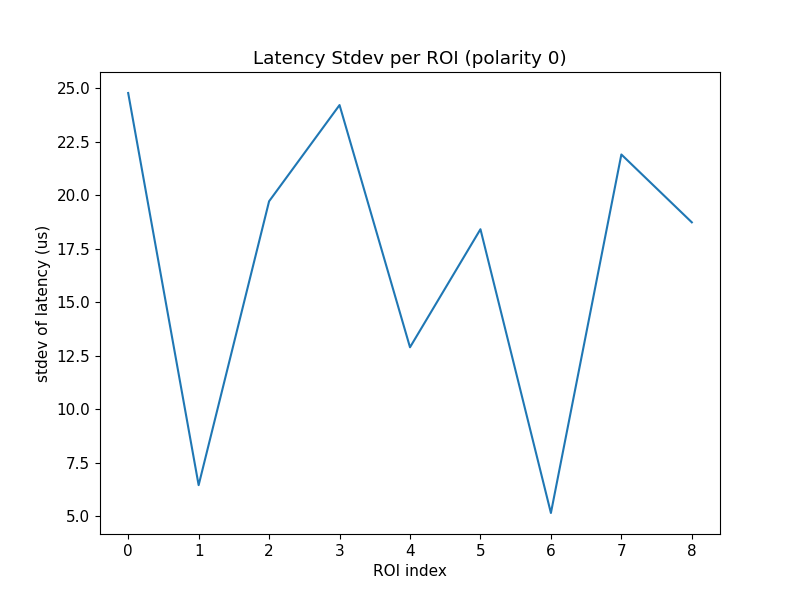 Latency Stdev per ROI (polarity 0)
stdev of latency (us)
25.0
22.5
20.0
17.5
15.0
12.5
10.0
7.5
5.0
0 1 2 3 4 5 6 7 8
ROI index